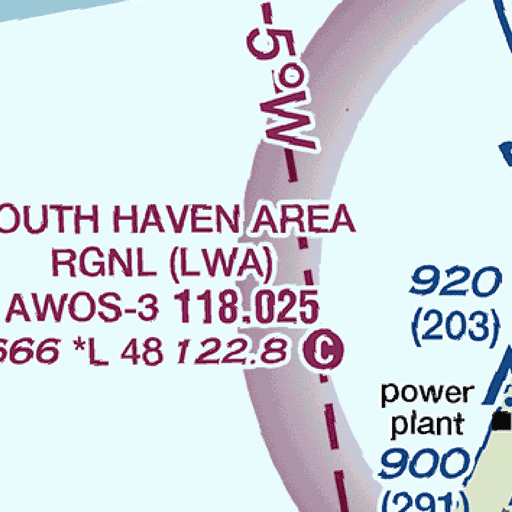 -5°W
OUTH HAVEN AREA
RGNL (LWA)
AWOS-3 118.025
666 *L 48 122.8 C
920
(203)
power
plant
900
(291)